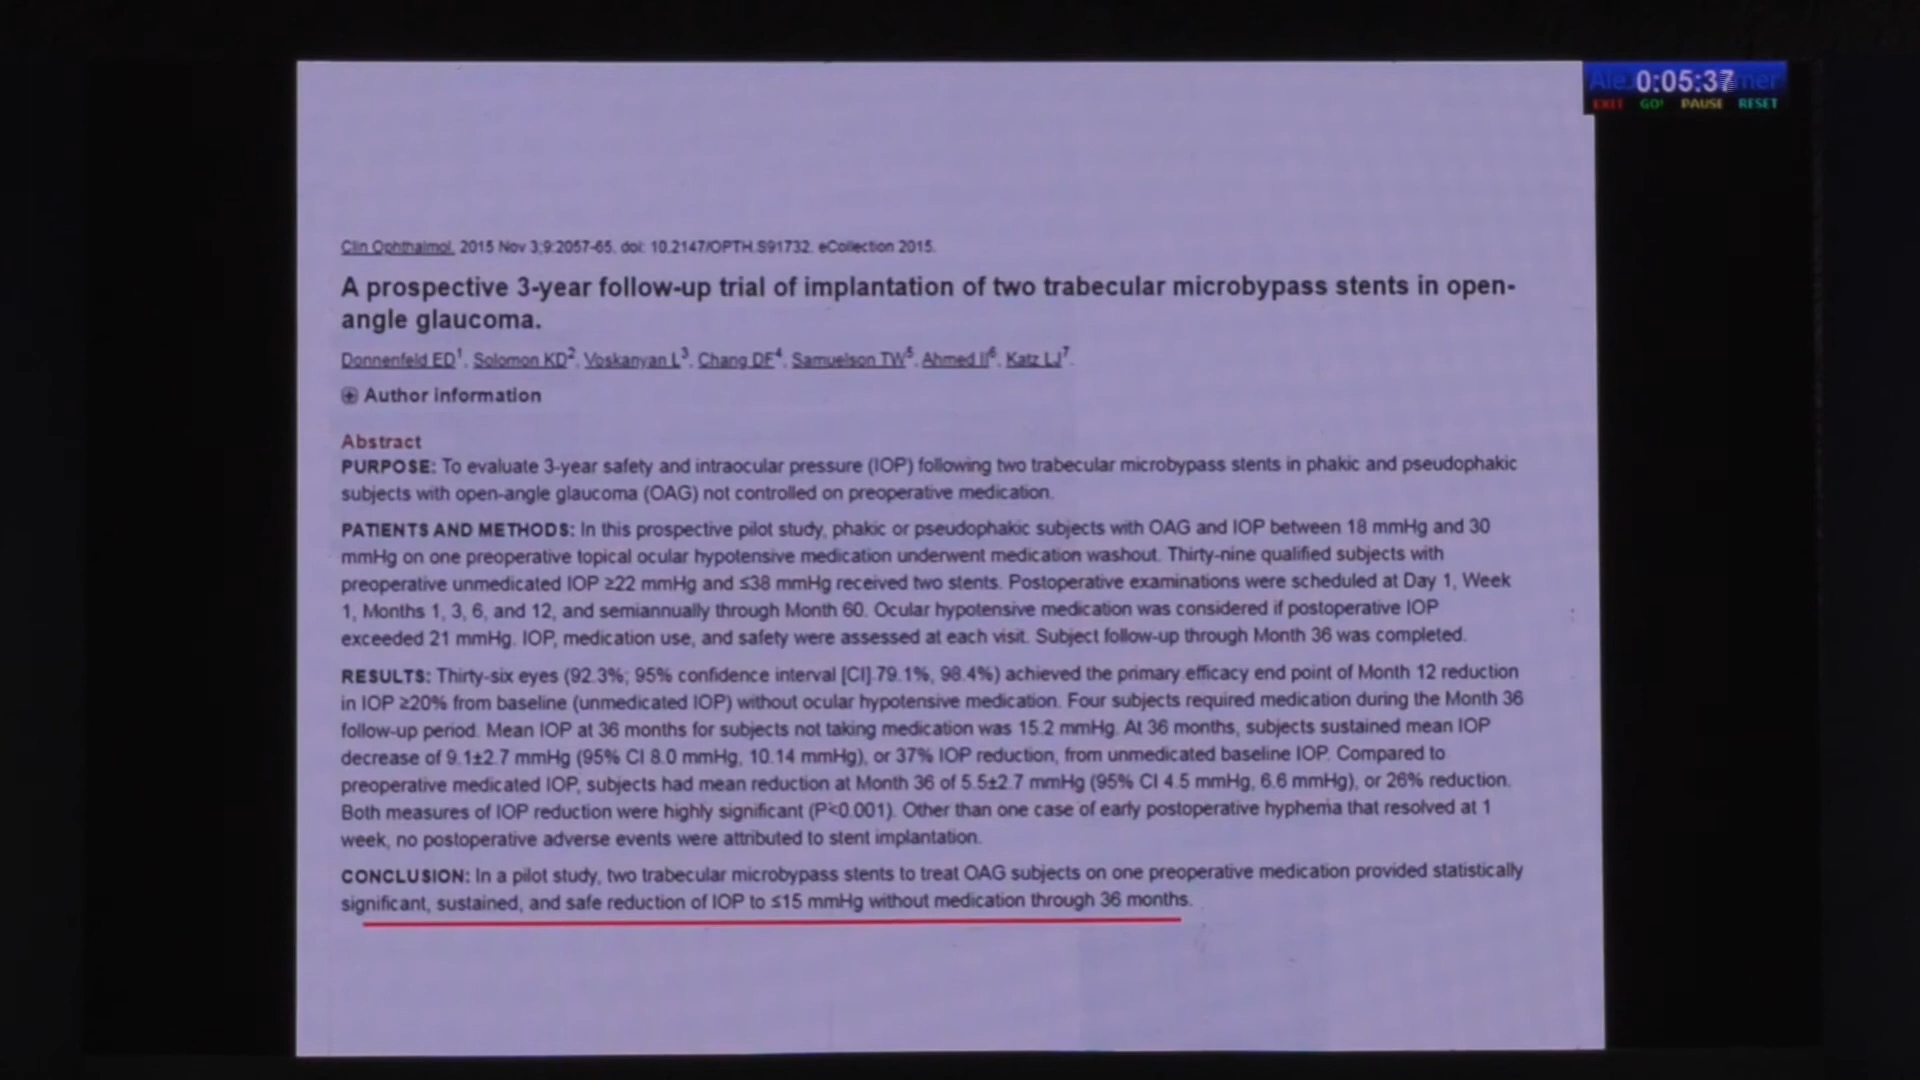 0:05:37
EXIT GO! PAUSE RESET
Clin Ophthalmol. 2015 Nov 3;9:2057-65. doi: 10.2147/OPTH.S91732. eCollection 2015.
A prospective 3-year follow-up trial of implantation of two trabecular microbypass stents in open-
angle glaucoma.
Donnenfeld ED1, Solomon KD2, Voskanyan L3, Chang DF4, Samuelson TW5, Ahmed II6, Katz LJ7.
Author information
Abstract
PURPOSE: To evaluate 3-year safety and intraocular pressure (IOP) following two trabecular microbypass stents in phakic and pseudophakic
subjects with open-angle glaucoma (OAG) not controlled on preoperative medication.
PATIENTS AND METHODS: In this prospective pilot study, phakic or pseudophakic subjects with OAG and IOP between 18 mmHg and 30
mmHg on one preoperative topical ocular hypotensive medication underwent medication washout. Thirty-nine qualified subjects with
preoperative unmedicated IOP ≥22 mmHg and ≤38 mmHg received two stents. Postoperative examinations were scheduled at Day 1, Week
1, Months 1, 3, 6, and 12, and semiannually through Month 60. Ocular hypotensive medication was considered if postoperative IOP
exceeded 21 mmHg. IOP, medication use, and safety were assessed at each visit. Subject follow-up through Month 36 was completed.
RESULTS: Thirty-six eyes (92.3%; 95% confidence interval [CI] 79.1%, 98.4%) achieved the primary efficacy end point of Month 12 reduction
in IOP ≥20% from baseline (unmedicated IOP) without ocular hypotensive medication. Four subjects required medication during the Month 36
follow-up period. Mean IOP at 36 months for subjects not taking medication was 15.2 mmHg. At 36 months, subjects sustained mean IOP
decrease of 9.1±2.7 mmHg (95% CI 8.0 mmHg, 10.14 mmHg), or 37% IOP reduction, from unmedicated baseline IOP. Compared to
preoperative medicated IOP, subjects had mean reduction at Month 36 of 5.5±2.7 mmHg (95% CI 4.5 mmHg, 6.6 mmHg), or 26% reduction.
Both measures of IOP reduction were highly significant (P<0.001). Other than one case of early postoperative hyphema that resolved at 1
week, no postoperative adverse events were attributed to stent implantation.
CONCLUSION: In a pilot study, two trabecular microbypass stents to treat OAG subjects on one preoperative medication provided statistically
significant, sustained, and safe reduction of IOP to ≤15 mmHg without medication through 36 months.